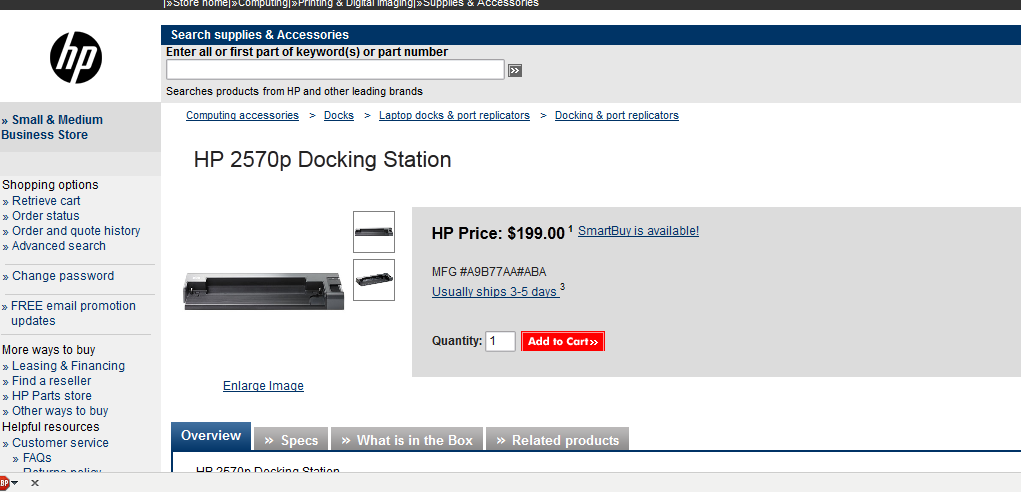 |»Store home|»Computing|»Printing & Digital Imaging|»Supplies & Accessories
hp
Search supplies & Accessories
Enter all or first part of keyword(s) or part number
»
Searches products from HP and other leading brands
» Small & Medium
Business Store
Computing accessories > Docks > Laptop docks & port replicators > Docking & port replicators
HP 2570p Docking Station
Shopping options
» Retrieve cart
» Order status
» Order and quote history
» Advanced search
» Change password
» FREE email promotion
updates
More ways to buy
» Leasing & Financing
» Find a reseller
» HP Parts store
» Other ways to buy
Helpful resources
» Customer service
» FAQs
» Returns policy
HP Price: $199.00 1 SmartBuy is available!
MFG #A9B77AA#ABA
Usually ships 3-5 days 3
Quantity: 1 Add to Cart»
Enlarge Image
Overview » Specs » What is in the Box » Related products
HP 2570p Docking Station